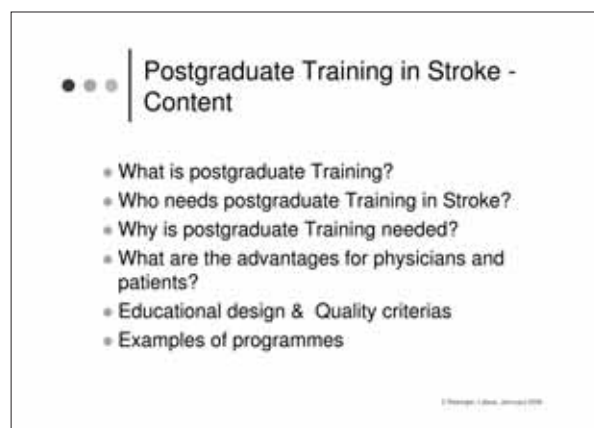 Postgraduate Training in Stroke -
Content
What is postgraduate Training?
Who needs postgraduate Training in Stroke?
Why is postgraduate Training needed?
What are the advantages for physicians and
patients?
Educational design & Quality criterias
Examples of programmes